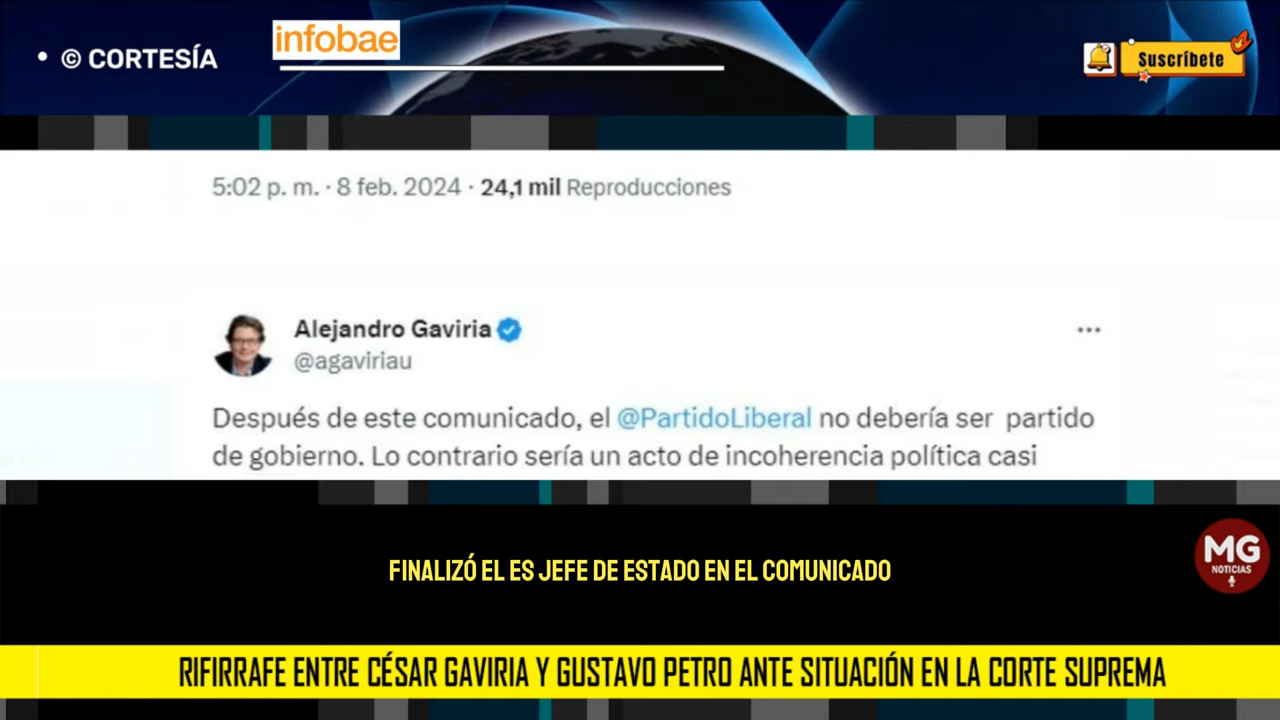 • © CORTESÍA
infobae
Suscríbete
5:02 p. m. · 8 feb. 2024 · 24,1 mil Reproducciones
Alejandro Gaviria
@agaviriau
Después de este comunicado, el @PartidoLiberal no debería ser partido
de gobierno. Lo contrario sería un acto de incoherencia política casi
FINALIZÓ EL ES JEFE DE ESTADO EN EL COMUNICADO
MG
NOTICIAS
RIFIRRAFE ENTRE CÉSAR GAVIRIA Y GUSTAVO PETRO ANTE SITUACIÓN EN LA CORTE SUPREMA